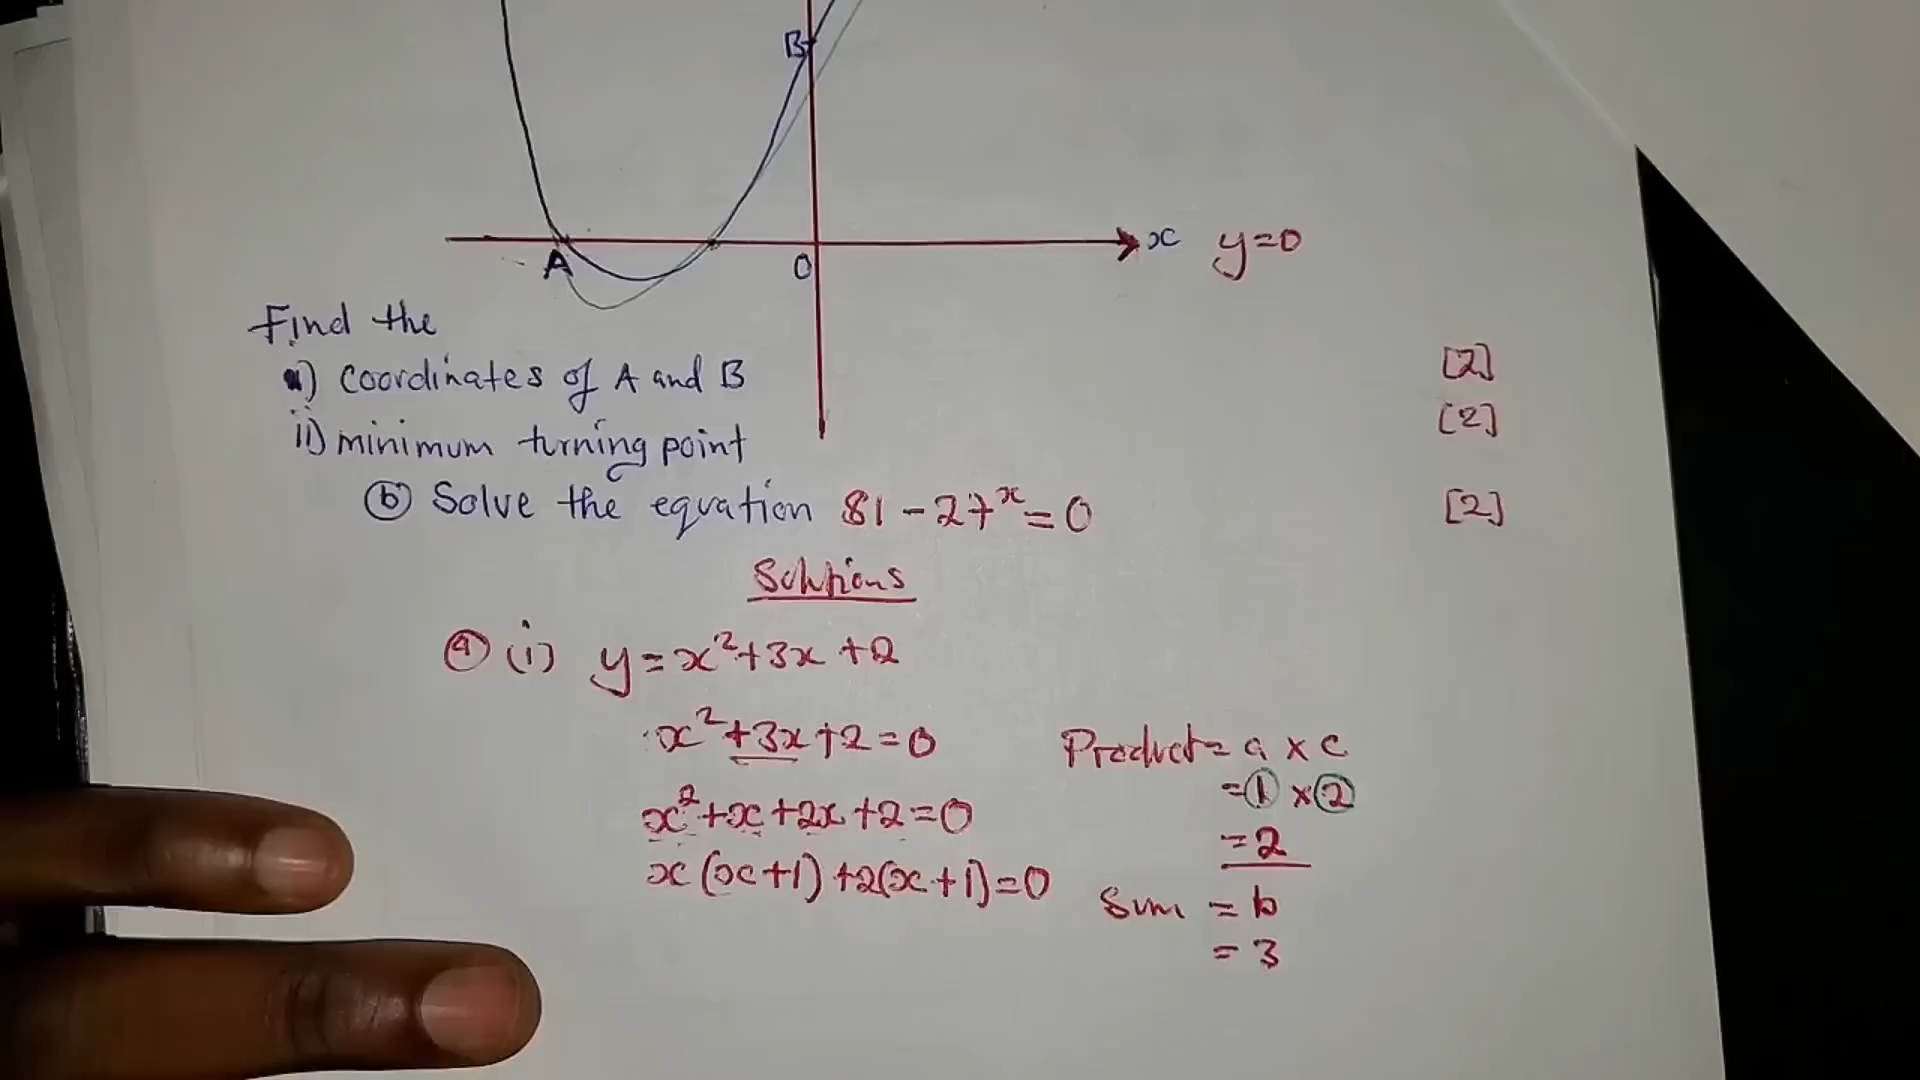 B
x y=0
A
O
Find the
a) coordinates of A and B [2]
ii) minimum turning point [2]
ⓑ Solve the equation 81 - 27ˣ = 0 [2]
Solutions
ⓐ (i) y = x² + 3x + 2
x² + 3x + 2 = 0 Product = a x c
= ① x ②
x² + x + 2x + 2 = 0
= 2
x(x+1) + 2(x+1) = 0
Sum = b
= 3